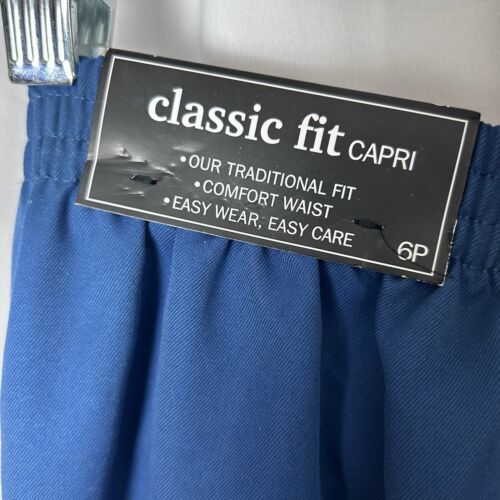 classic fit CAPRI
•OUR TRADITIONAL FIT
•COMFORT WAIST
•EASY WEAR, EASY CARE
6P